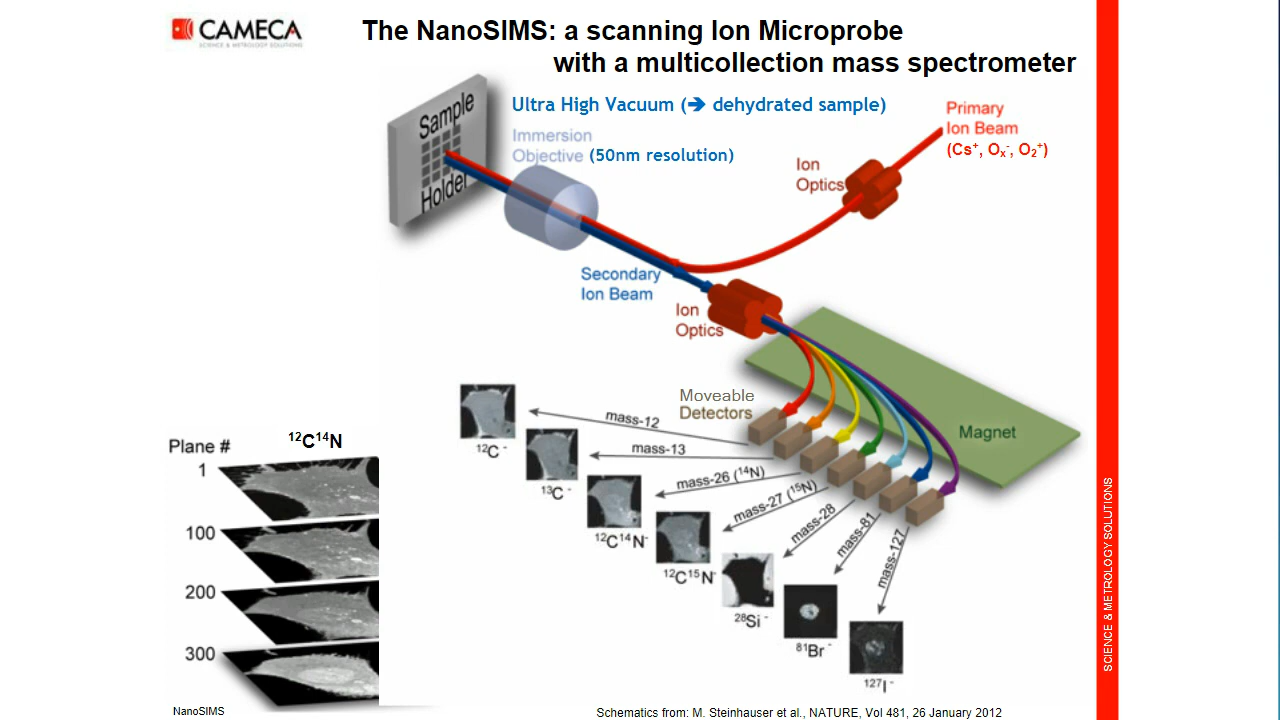 CAMECA
SCIENCE & METROLOGY SOLUTIONS
The NanoSIMS: a scanning Ion Microprobe
with a multicollection mass spectrometer
Ultra High Vacuum (➔ dehydrated sample)
Sample
Holder
Immersion
Objective (50nm resolution)
Primary
Ion Beam
(Cs⁺, Oₓ⁻, O₂⁺)
Ion
Optics
Secondary
Ion Beam
Ion
Optics
Moveable
Detectors
Magnet
mass-12
mass-13
mass-26 (¹⁴N)
mass-27 (¹⁵N)
mass-28
mass-81
mass-127
¹²C⁻
¹³C⁻
¹²C¹⁴N⁻
¹²C¹⁵N⁻
²⁸Si⁻
⁸¹Br⁻
¹²⁷I⁻
Plane #
¹²C¹⁴N
1
100
200
300
SCIENCE & METROLOGY SOLUTIONS
NanoSIMS
Schematics from: M. Steinhauser et al., NATURE, Vol 481, 26 January 2012